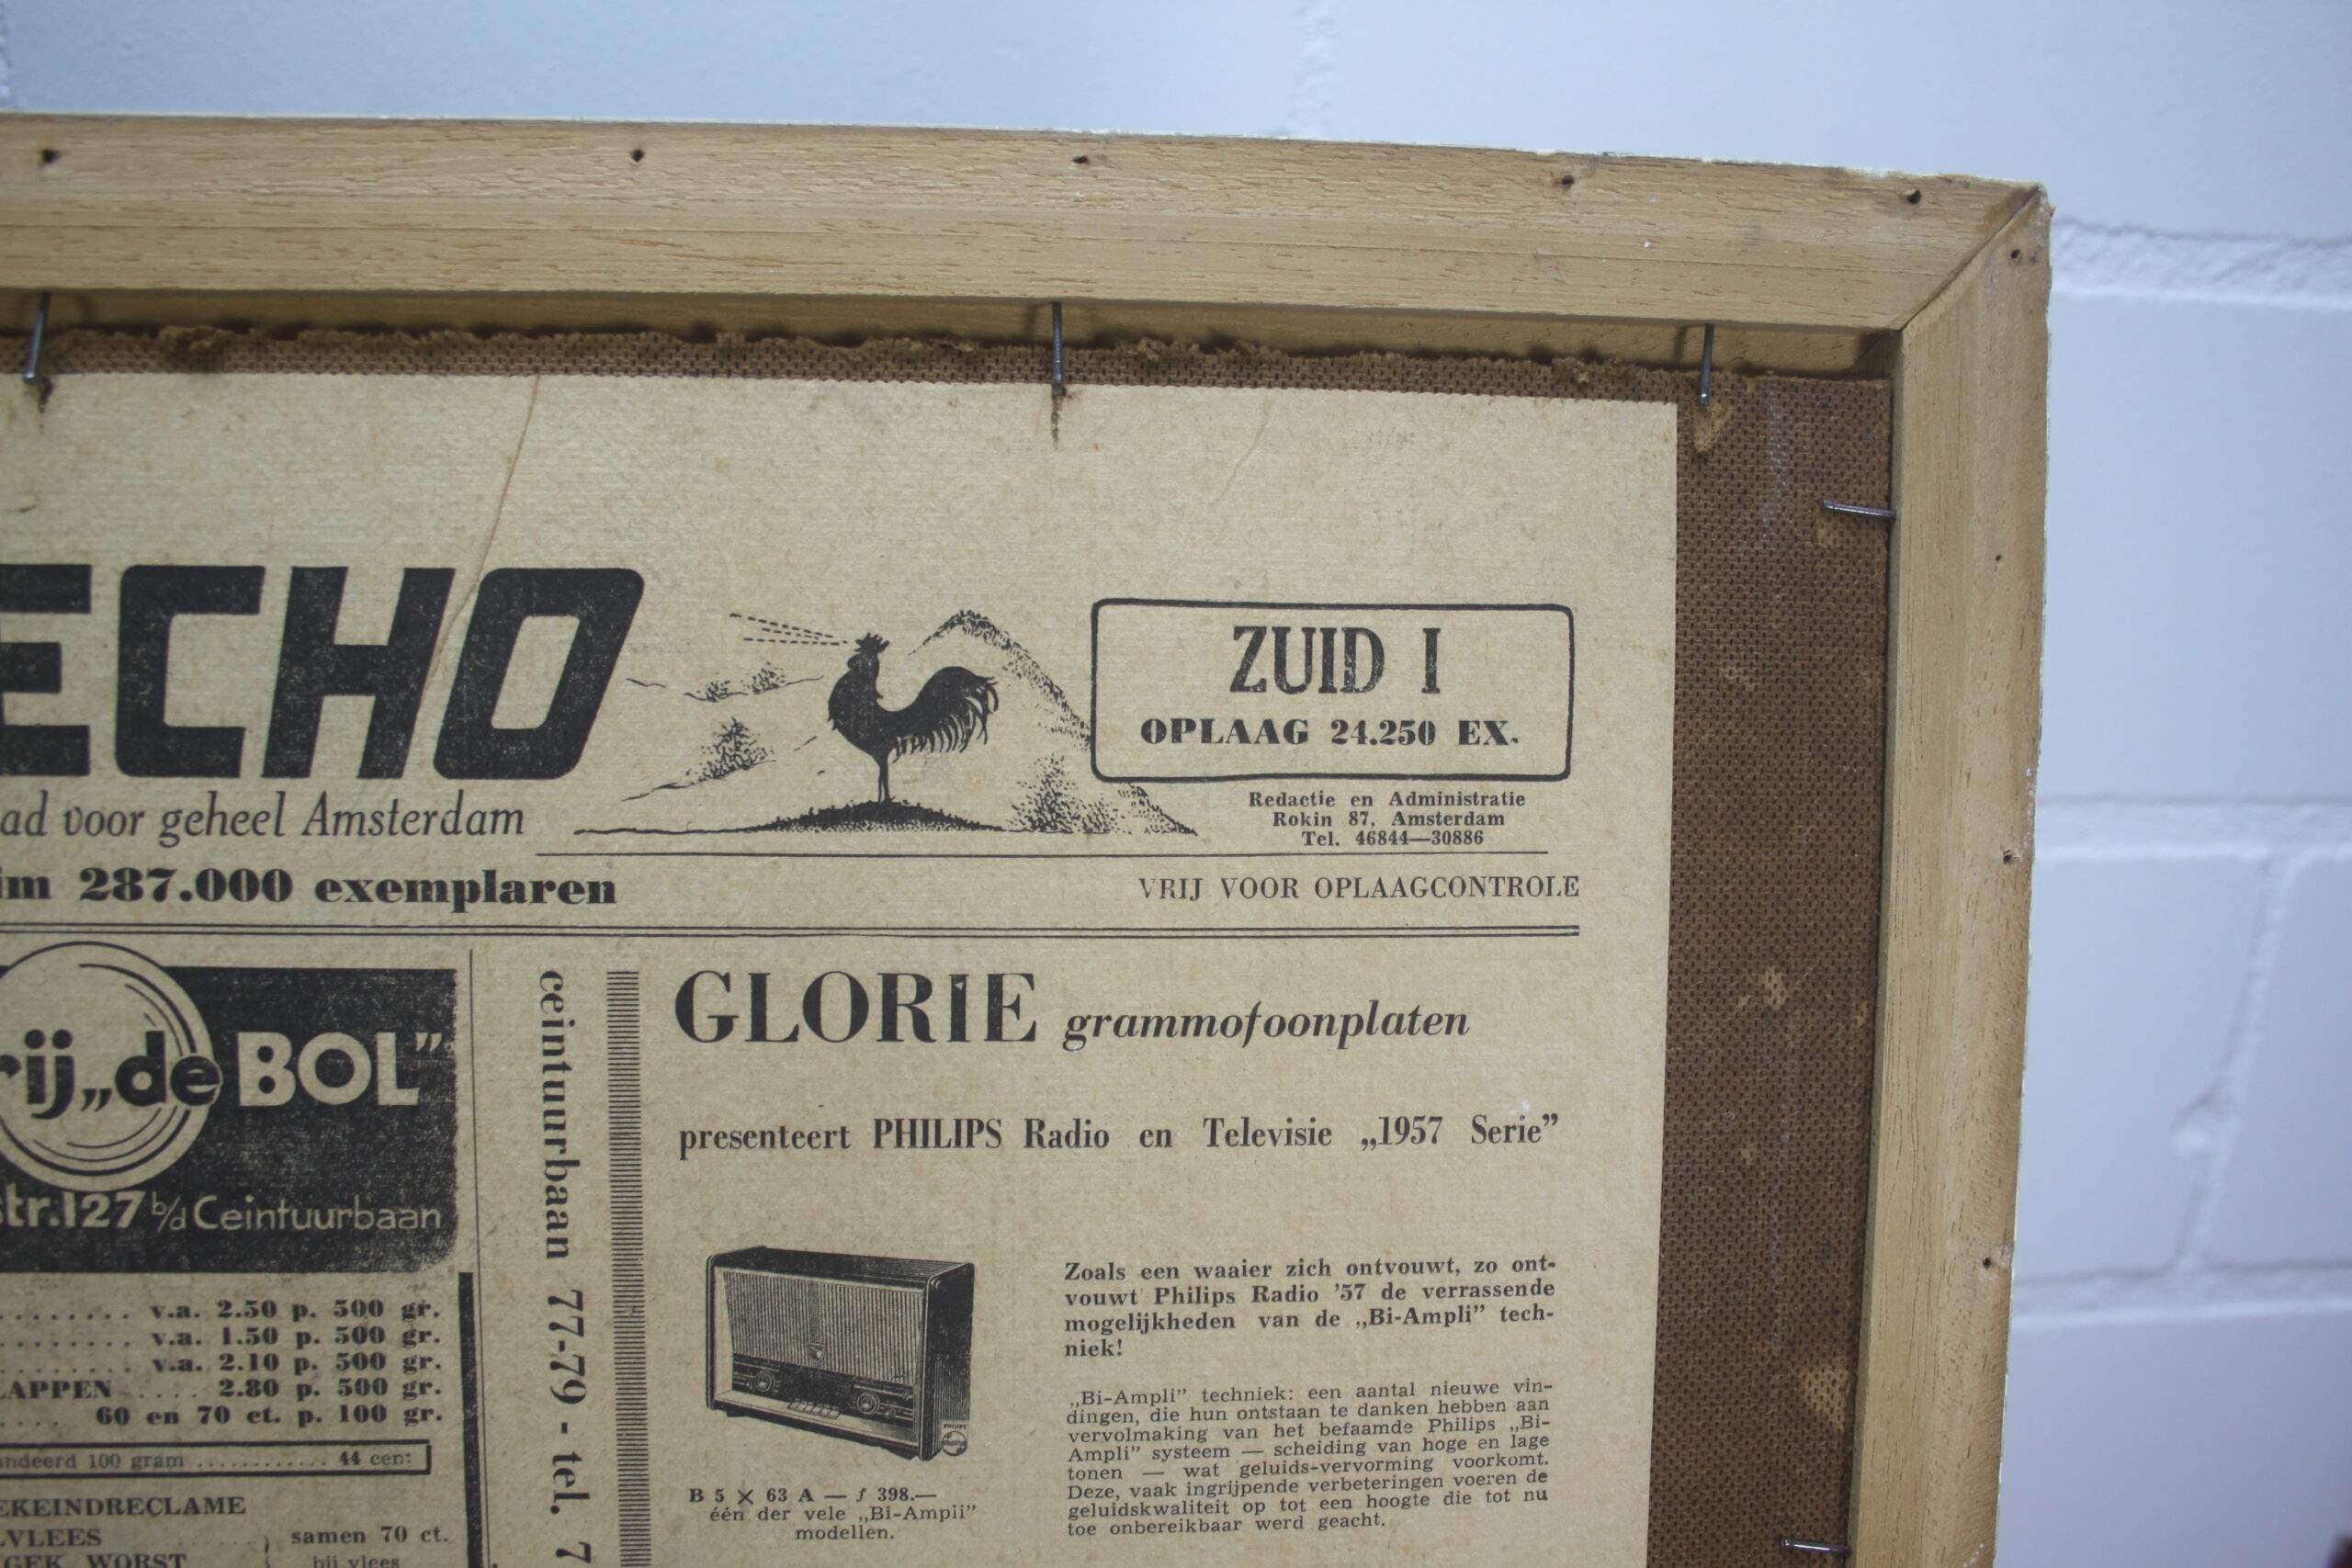 ECHO
ZUID I
OPLAAG 24.250 EX.
voor geheel Amsterdam
Redactie en Administratie
Rokin 87, Amsterdam
Tel. 46844—30886
287.000 exemplaren
VRIJ VOOR OPLAAGCONTROLE
„de BOL”
str.127 b/d Ceintuurbaan
v.a. 2.50 p. 500 gr.
v.a. 1.50 p. 500 gr.
v.a. 2.10 p. 500 gr.
LAPPEN .... 2.80 p. 500 gr.
60 en 70 ct. p. 100 gr.
100 gram ............ 44 cent
EKEINDRECLAME
VLEES
samen 70 ct.
GEK. WORST
bij vlees
ceintuurbaan 77-79 - tel. 7
GLORIE grammofoonplaten
presenteert PHILIPS Radio en Televisie „1957 Serie”
PHILIPS
B 5 X 63 A — f 398.—
één der vele „Bi-Ampli”
modellen.
Zoals een waaier zich ontvouwt, zo ont-
vouwt Philips Radio '57 de verrassende
mogelijkheden van de „Bi-Ampli” tech-
niek!
„Bi-Ampli” techniek: een aantal nieuwe vin-
dingen, die hun ontstaan te danken hebben aan
vervolmaking van het befaamde Philips „Bi-
Ampli” systeem — scheiding van hoge en lage
tonen — wat geluids-vervorming voorkomt.
Deze, vaak ingrijpende verbeteringen voeren de
geluidskwaliteit op tot een hoogte die tot nu
toe onbereikbaar werd geacht.